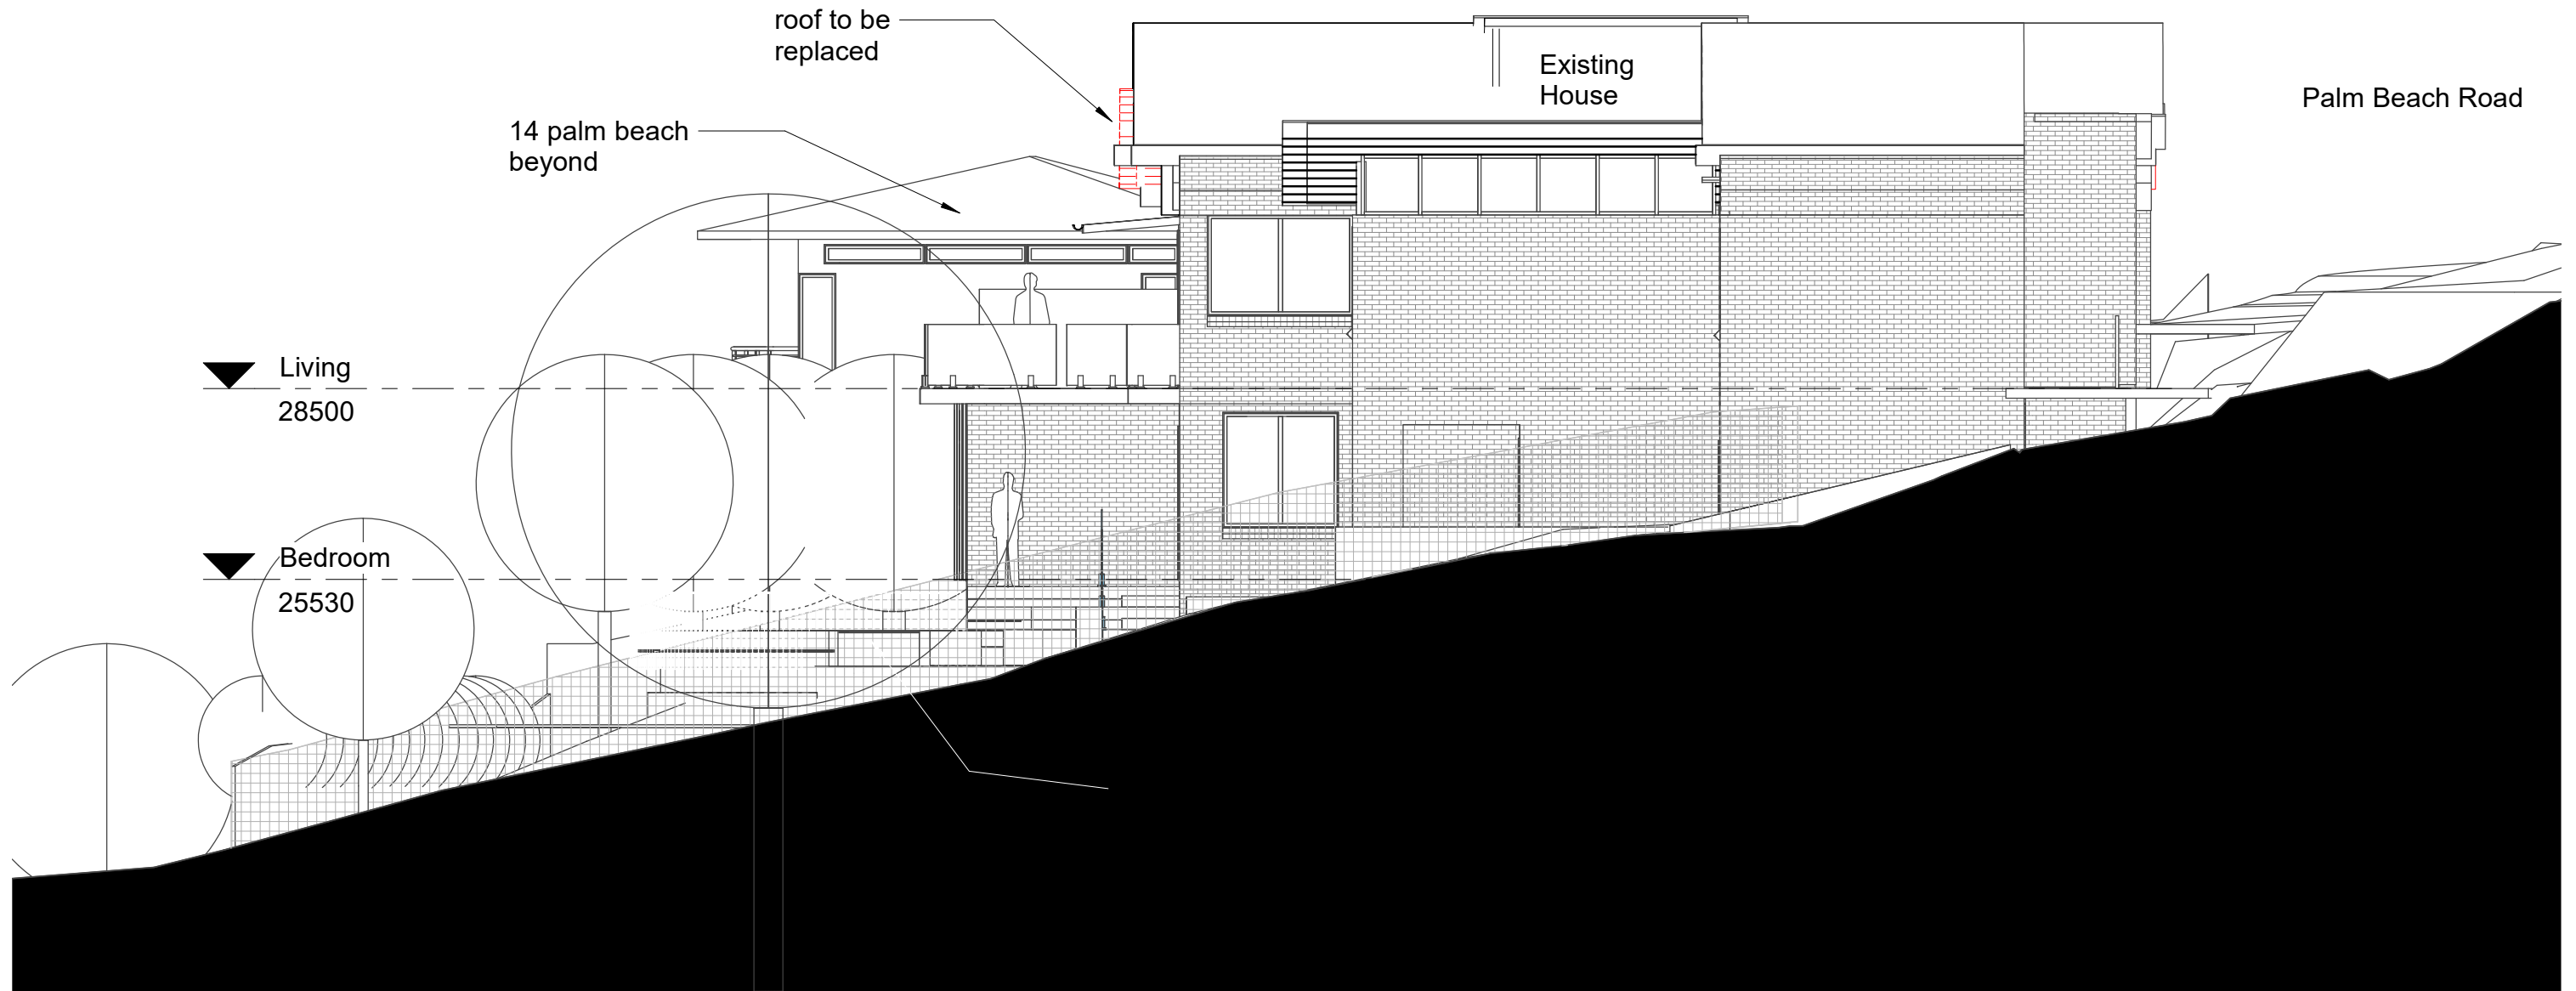 roof to be
replaced
14 palm beach
beyond
Existing
House
Palm Beach Road
Living
28500
Bedroom
25530